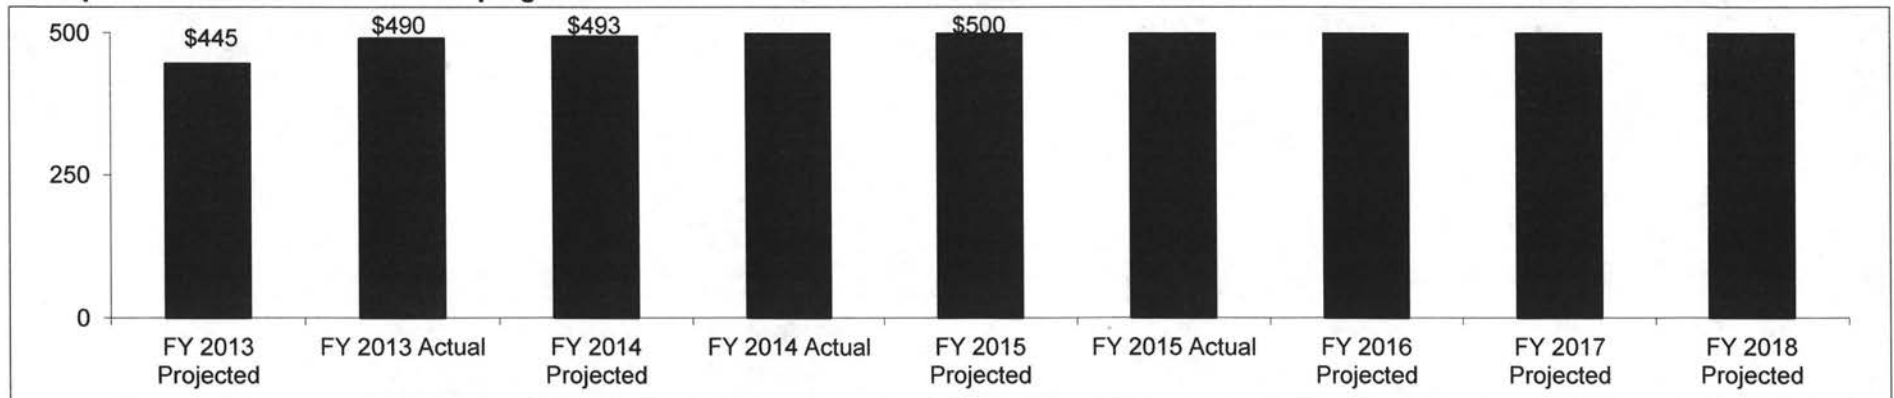 $445
$490
$493
$500
500
250
0
FY 2013 Projected
FY 2013 Actual
FY 2014 Projected
FY 2014 Actual
FY 2015 Projected
FY 2015 Actual
FY 2016 Projected
FY 2017 Projected
FY 2018 Projected